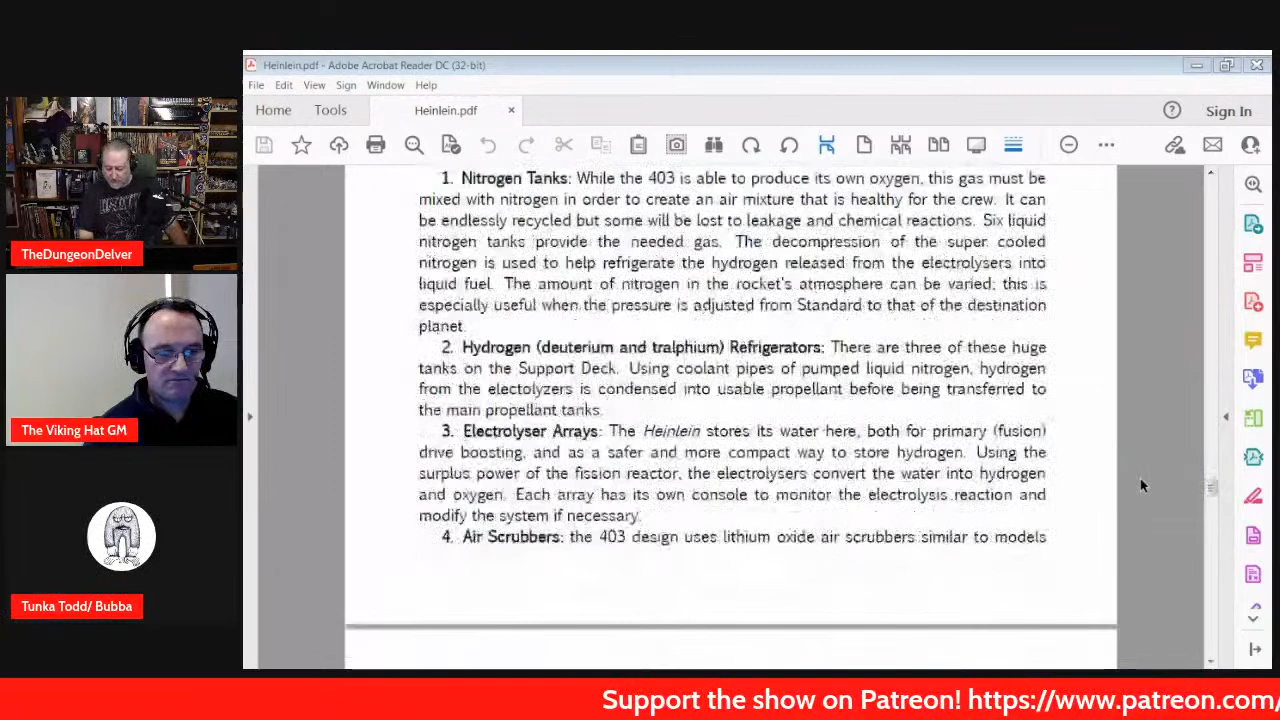 Heinlein.pdf - Adobe Acrobat Reader DC (32-bit)
File Edit View Sign Window Help
Home Tools Heinlein.pdf × Sign In
1. Nitrogen Tanks: While the 403 is able to produce its own oxygen, this gas must be
mixed with nitrogen in order to create an air mixture that is healthy for the crew. It can
be endlessly recycled but some will be lost to leakage and chemical reactions. Six liquid
nitrogen tanks provide the needed gas. The decompression of the super cooled
nitrogen is used to help refrigerate the hydrogen released from the electrolysers into
liquid fuel. The amount of nitrogen in the rocket's atmosphere can be varied; this is
especially useful when the pressure is adjusted from Standard to that of the destination
planet.
2. Hydrogen (deuterium and tralphium) Refrigerators: There are three of these huge
tanks on the Support Deck. Using coolant pipes of pumped liquid nitrogen, hydrogen
from the electolyzers is condensed into usable propellant before being transferred to
the main propellant tanks.
3. Electrolyser Arrays: The Heinlein stores its water here, both for primary (fusion)
drive boosting, and as a safer and more compact way to store hydrogen. Using the
surplus power of the fission reactor, the electrolysers convert the water into hydrogen
and oxygen. Each array has its own console to monitor the electrolysis reaction and
modify the system if necessary.
4. Air Scrubbers: the 403 design uses lithium oxide air scrubbers similar to models
TheDungeonDelver
The Viking Hat GM
Tunka Todd/ Bubba
Support the show on Patreon! https://www.patreon.com/